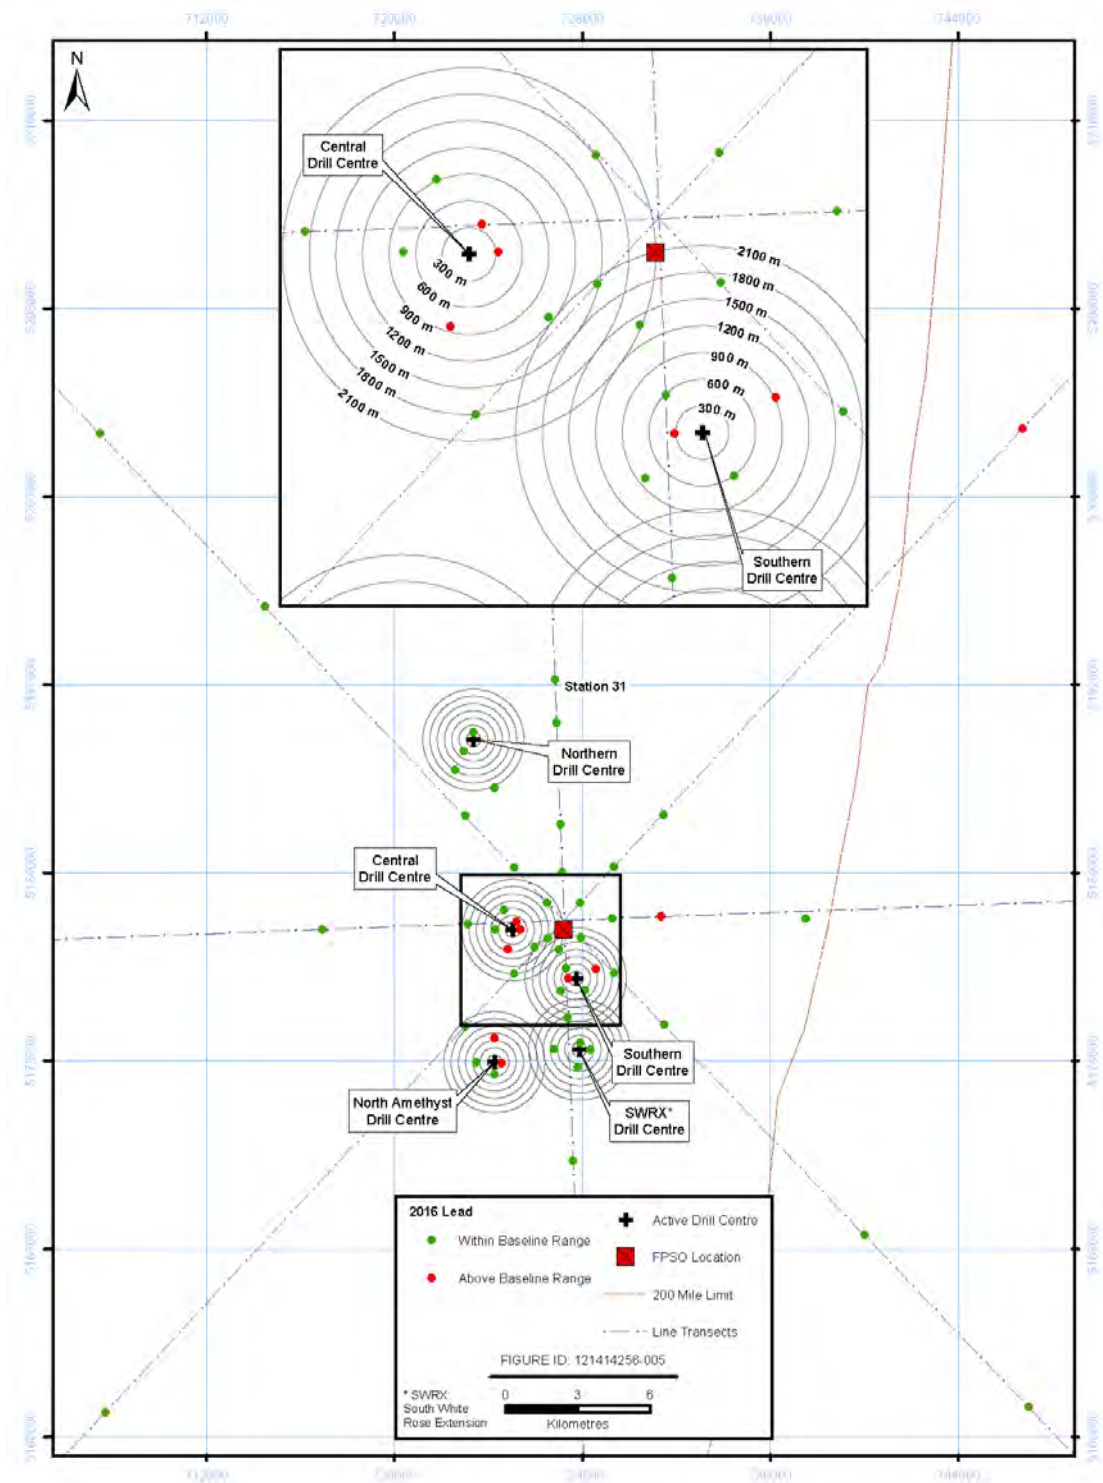 712000 720000 728000 744000
N
Central
Drill Centre
300 m
600 m
900 m
1200 m
1500 m
1800 m
2100 m
2100 m
1800 m
1500 m
1200 m
900 m
600 m
300 m
Southern
Drill Centre
Station 31
Northern
Drill Centre
Central
Drill Centre
Southern
Drill Centre
North Amethyst
Drill Centre
SWRX*
Drill Centre
2016 Lead
Within Baseline Range
Above Baseline Range
Active Drill Centre
FPSO Location
200 Mile Limit
Line Transects
FIGURE ID: 121414256-005
* SWRX:
South White
Rose Extension
0 3 6
Kilometres